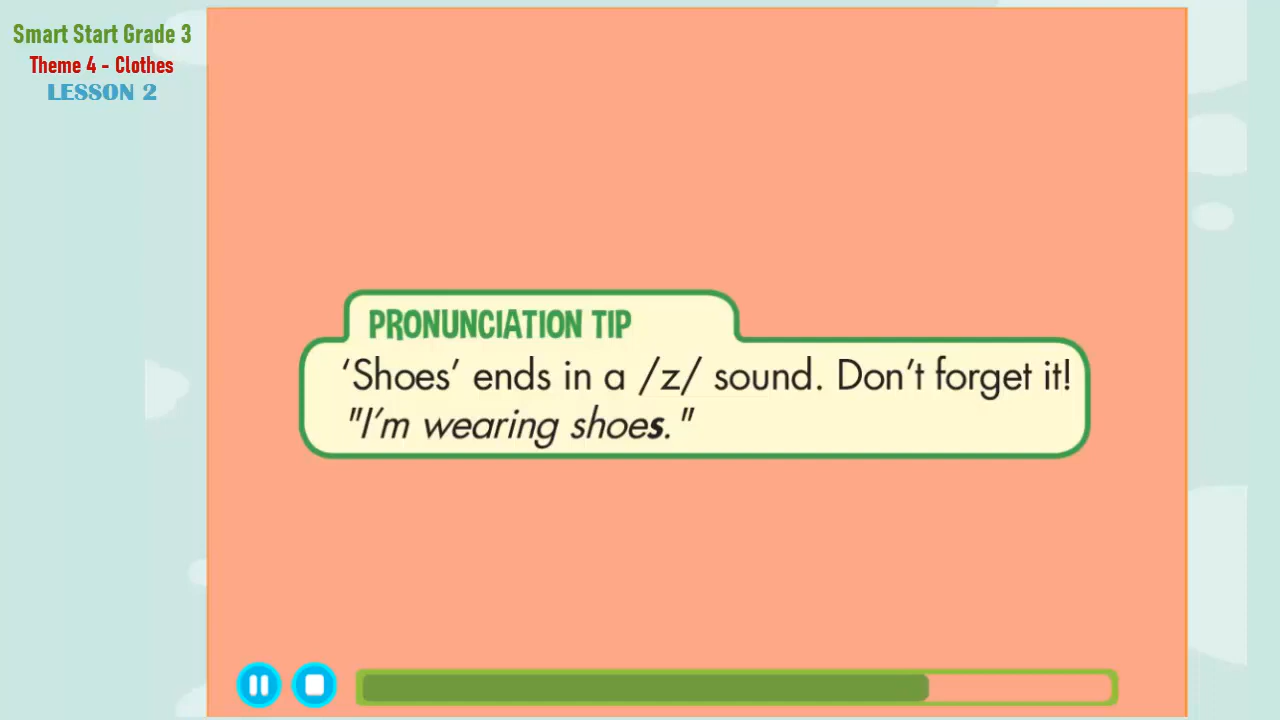 Smart Start Grade 3
Theme 4 - Clothes
LESSON 2
PRONUNCIATION TIP
‘Shoes’ ends in a /z/ sound. Don’t forget it!
"I’m wearing shoes."